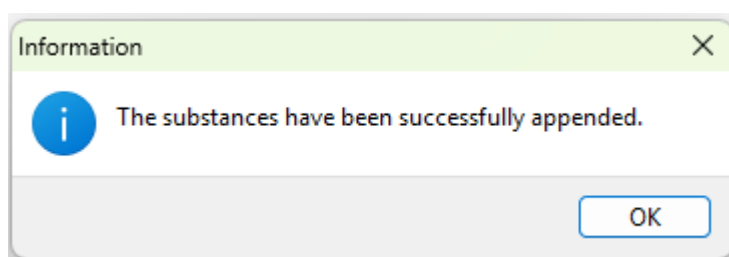 Information
The substances have been successfully appended.
OK